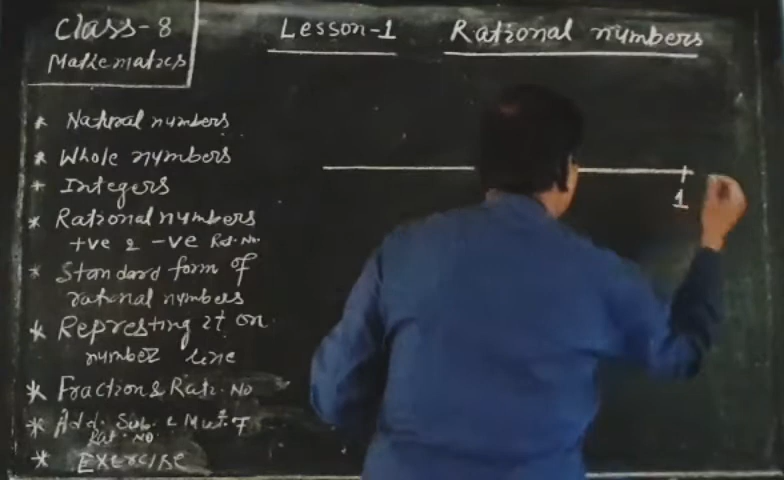 Class-8
Mathematics
Lesson-1
Rational numbers
* Natural numbers
* Whole numbers
* Integers
* Rational numbers
+ve & -ve Rat. No.
* Standard form of
rational numbers
* Represting it on
number line
* Fraction & Rati. No
* Add. Sub. & Mult. of
Rat. No.
* Exercise
1